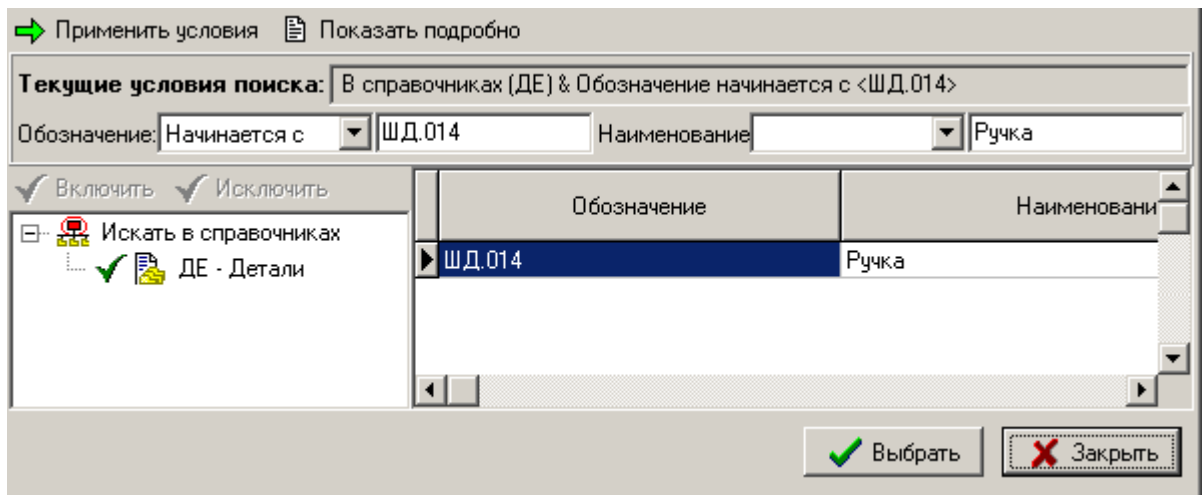 Применить условия Показать подробно
Текущие условия поиска: В справочниках (ДЕ) & Обозначение начинается с <ШД.014>
Обозначение: Начинается с ШД.014 Наименование Ручка
Включить Исключить
Обозначение Наименовани
Искать в справочниках
ДЕ - Детали
ШД.014 Ручка
Выбрать Закрыть